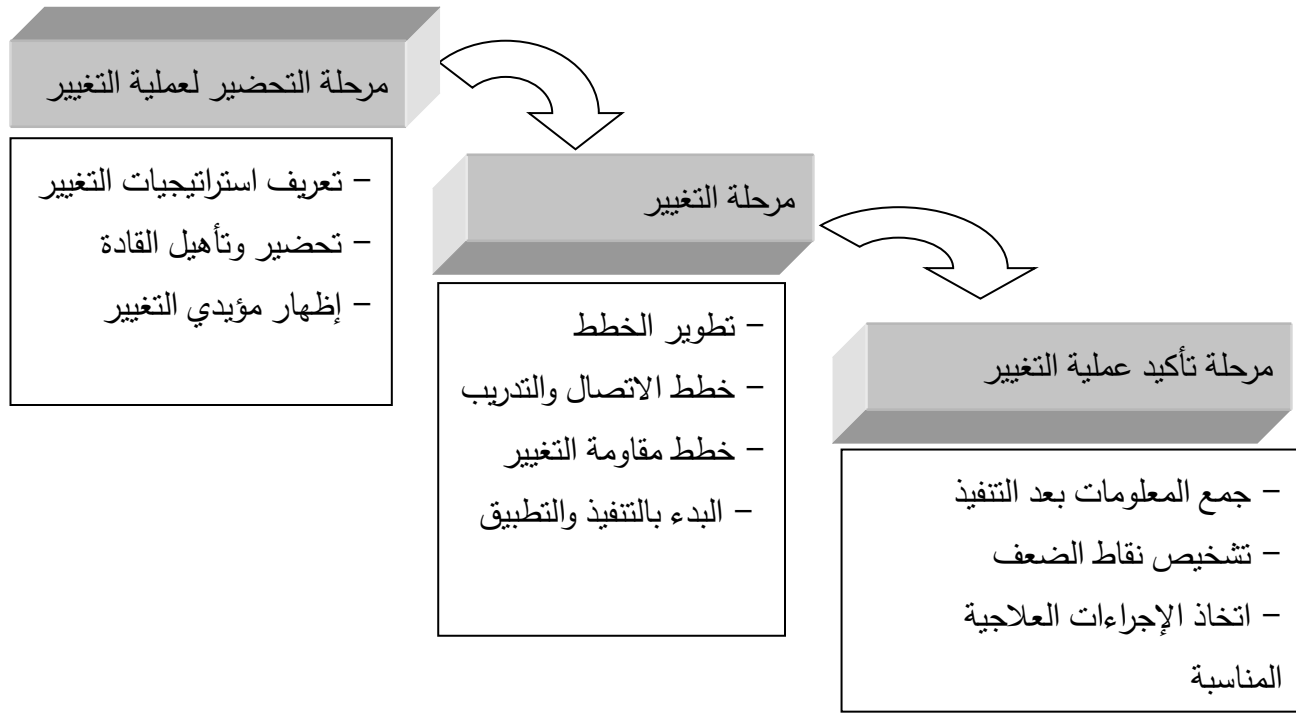 مرحلة التحضير لعملية التغيير
– تعريف استراتيجيات التغيير
– تحضير وتأهيل القادة
– إظهار مؤيدي التغيير
مرحلة التغيير
– تطوير الخطط
– خطط الاتصال والتدريب
– خطط مقاومة التغيير
– البدء بالتنفيذ والتطبيق
مرحلة تأكيد عملية التغيير
– جمع المعلومات بعد التنفيذ
– تشخيص نقاط الضعف
– اتخاذ الإجراءات العلاجية
المناسبة